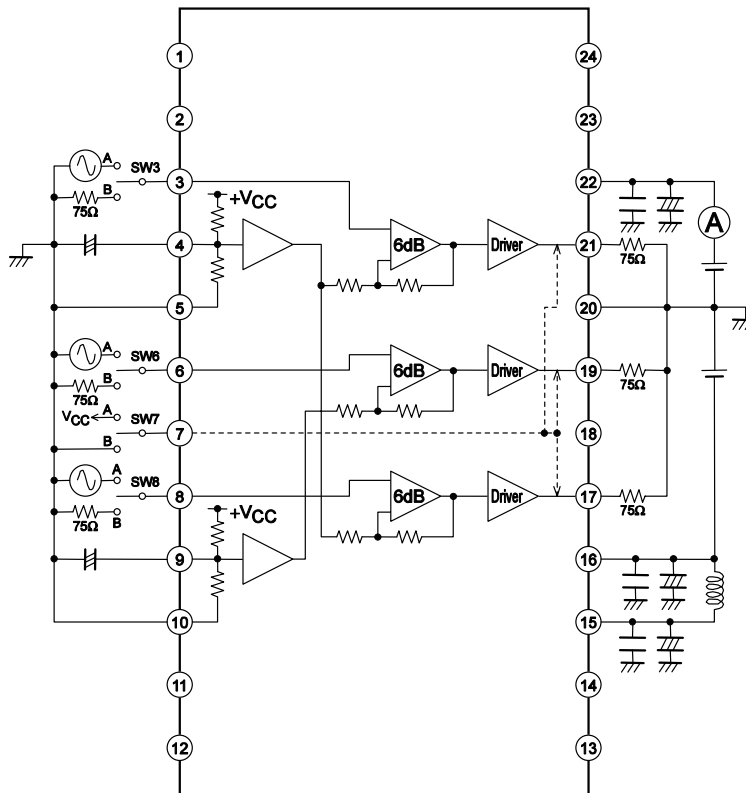 1
24
2
23
A
SW3
3
+VCC
22
B
75Ω
A
6dB
Driver
4
21
75Ω
5
20
A
SW6
6
6dB
Driver
19
B
75Ω
75Ω
VCC
A
SW7
7
18
B
A
SW8
8
6dB
Driver
17
B
75Ω
75Ω
+VCC
9
16
10
15
11
14
12
13